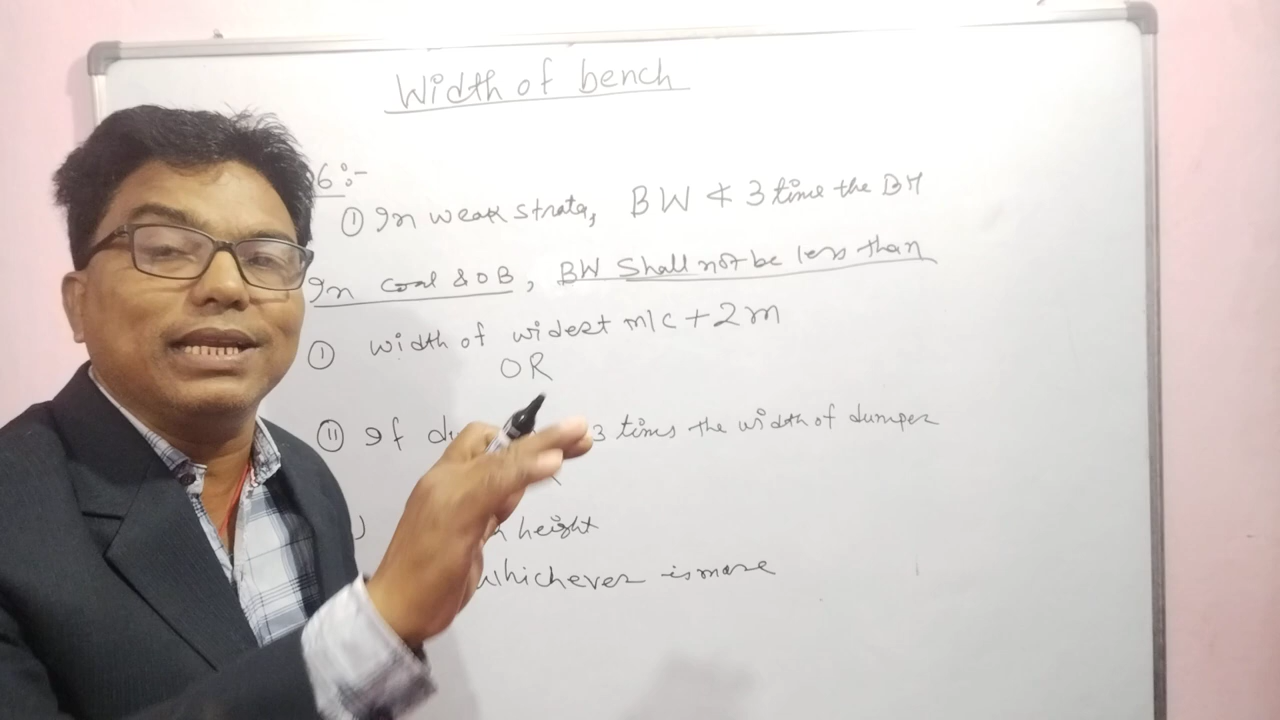 Width of bench
6:-
① In weak strata, BW ≮ 3 time the BH
In coal & OB, BW Shall not be less than
① width of widest m/c + 2m
OR
⑪ If 3 times the width of dumper
height
whichever is more